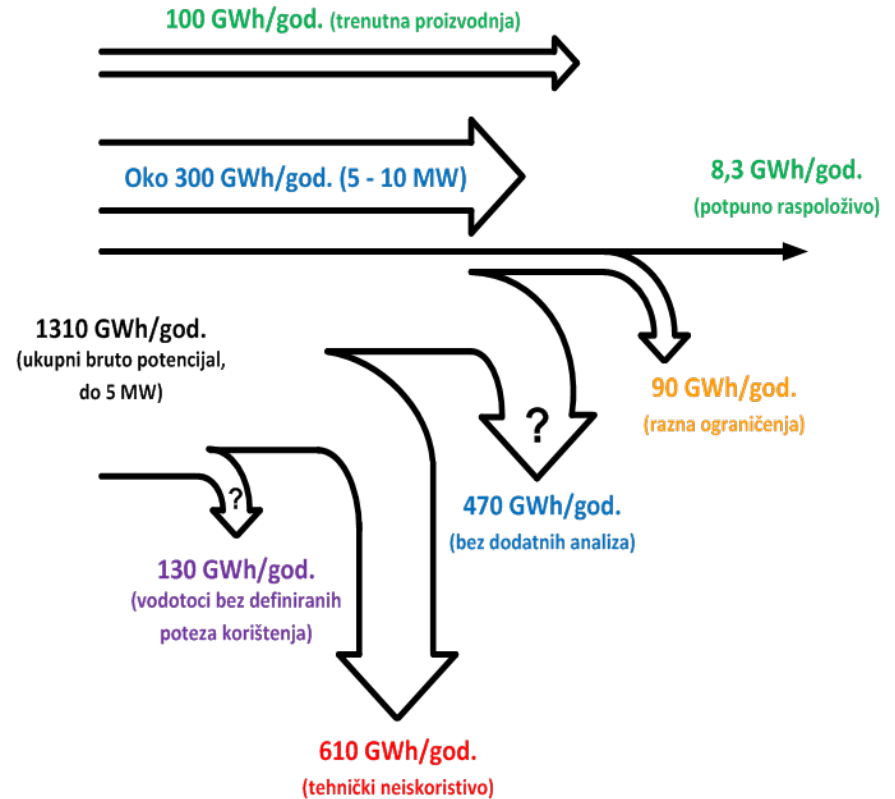 100 GWh/god. (trenutna proizvodnja)
Oko 300 GWh/god. (5 - 10 MW)
8,3 GWh/god.
(potpuno raspoloživo)
1310 GWh/god.
(ukupni bruto potencijal,
do 5 MW)
90 GWh/god.
(razna ograničenja)
?
470 GWh/god.
(bez dodatnih analiza)
?
130 GWh/god.
(vodotoci bez definiranih
poteza korištenja)
610 GWh/god.
(tehnički neiskoristivo)